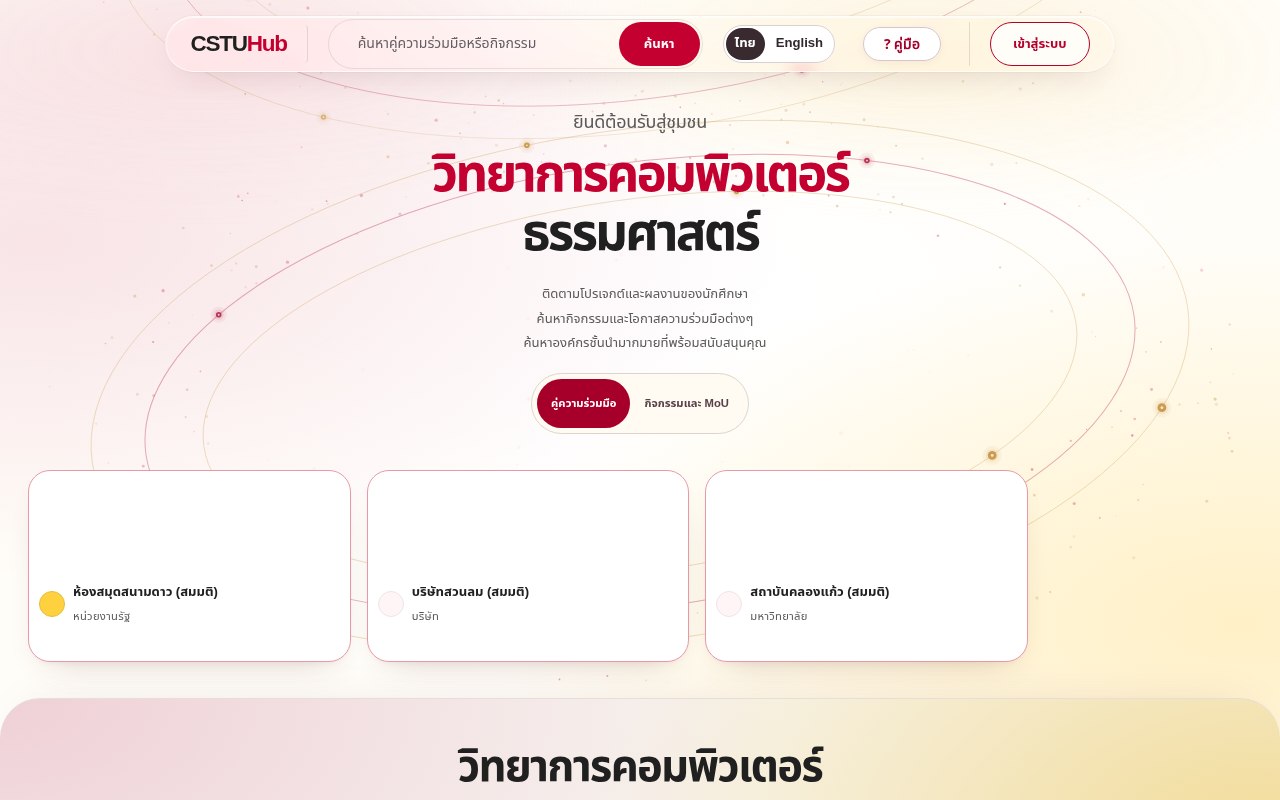 CSTUHub
ค้นหาคู่ความร่วมมือหรือกิจกรรม
ค้นหา
ไทย
English
? คู่มือ
เข้าสู่ระบบ
ยินดีต้อนรับสู่ชุมชน
วิทยาการคอมพิวเตอร์
ธรรมศาสตร์
ติดตามโปรเจกต์และผลงานของนักศึกษา
ค้นหากิจกรรมและโอกาสความร่วมมือต่างๆ
ค้นหาองค์กรชั้นนำมากมายที่พร้อมสนับสนุนคุณ
คู่ความร่วมมือ
กิจกรรมและ MoU
ห้องสมุดสนามดาว (สมมติ)
หน่วยงานรัฐ
บริษัทสวนลม (สมมติ)
บริษัท
สถาบันคลองแก้ว (สมมติ)
มหาวิทยาลัย
วิทยาการคอมพิวเตอร์